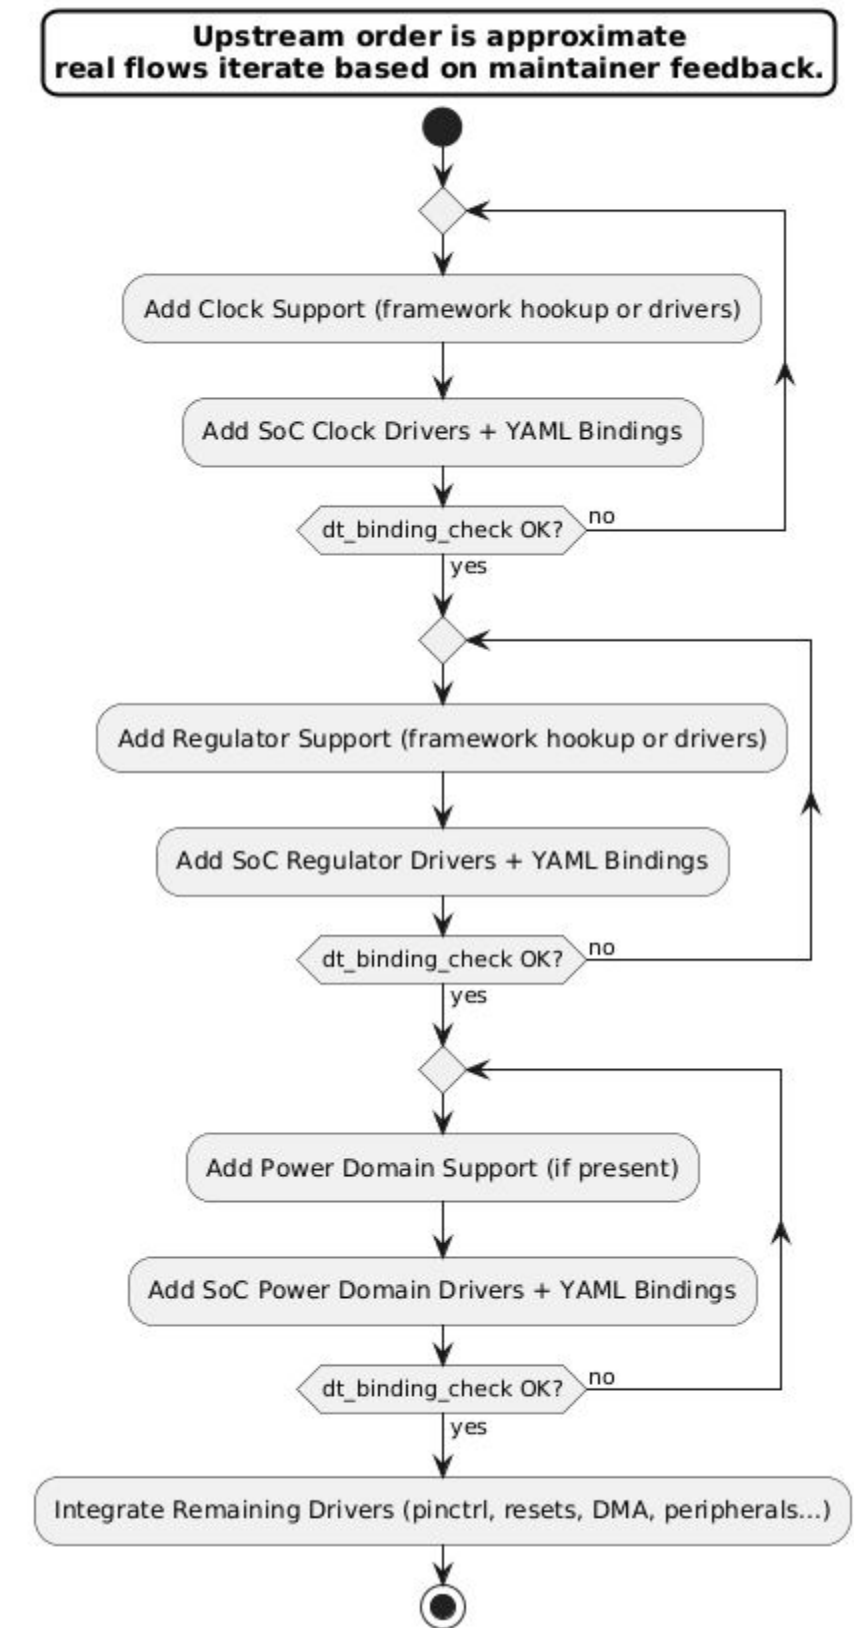 Upstream order is approximate
real flows iterate based on maintainer feedback.
Add Clock Support (framework hookup or drivers)
Add SoC Clock Drivers + YAML Bindings
dt_binding_check OK?
no
yes
Add Regulator Support (framework hookup or drivers)
Add SoC Regulator Drivers + YAML Bindings
dt_binding_check OK?
no
yes
Add Power Domain Support (if present)
Add SoC Power Domain Drivers + YAML Bindings
dt_binding_check OK?
no
yes
Integrate Remaining Drivers (pinctrl, resets, DMA, peripherals...)